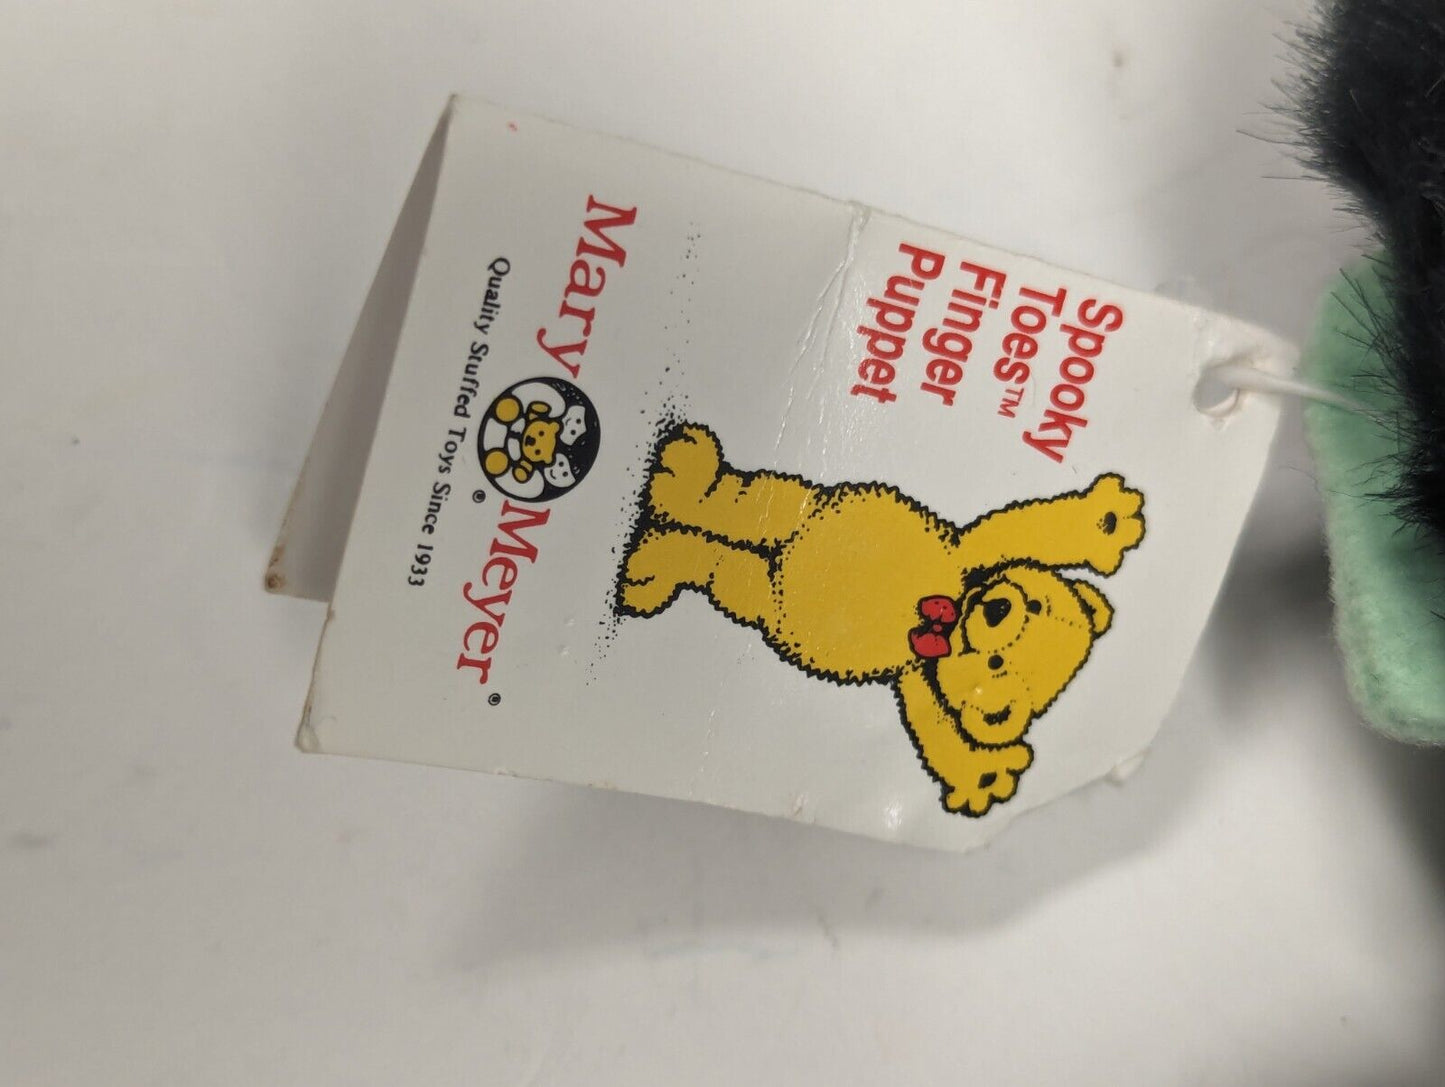 Spooky
Toes™
Finger
Puppet
Mary Meyer®
Quality Stuffed Toys Since 1933